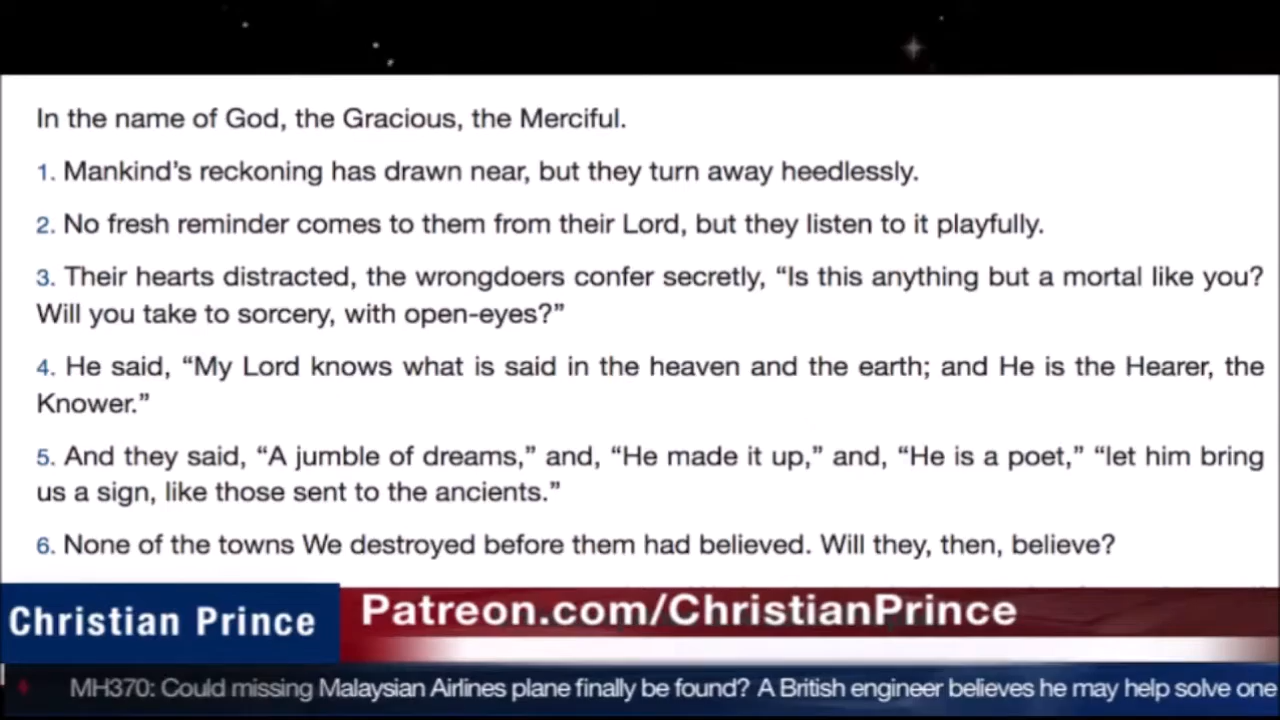 In the name of God, the Gracious, the Merciful.
1. Mankind’s reckoning has drawn near, but they turn away heedlessly.
2. No fresh reminder comes to them from their Lord, but they listen to it playfully.
3. Their hearts distracted, the wrongdoers confer secretly, “Is this anything but a mortal like you?
Will you take to sorcery, with open-eyes?”
4. He said, “My Lord knows what is said in the heaven and the earth; and He is the Hearer, the
Knower.”
5. And they said, “A jumble of dreams,” and, “He made it up,” and, “He is a poet,” “let him bring
us a sign, like those sent to the ancients.”
6. None of the towns We destroyed before them had believed. Will they, then, believe?
Christian Prince
Patreon.com/ChristianPrince
MH370: Could missing Malaysian Airlines plane finally be found? A British engineer believes he may help solve one